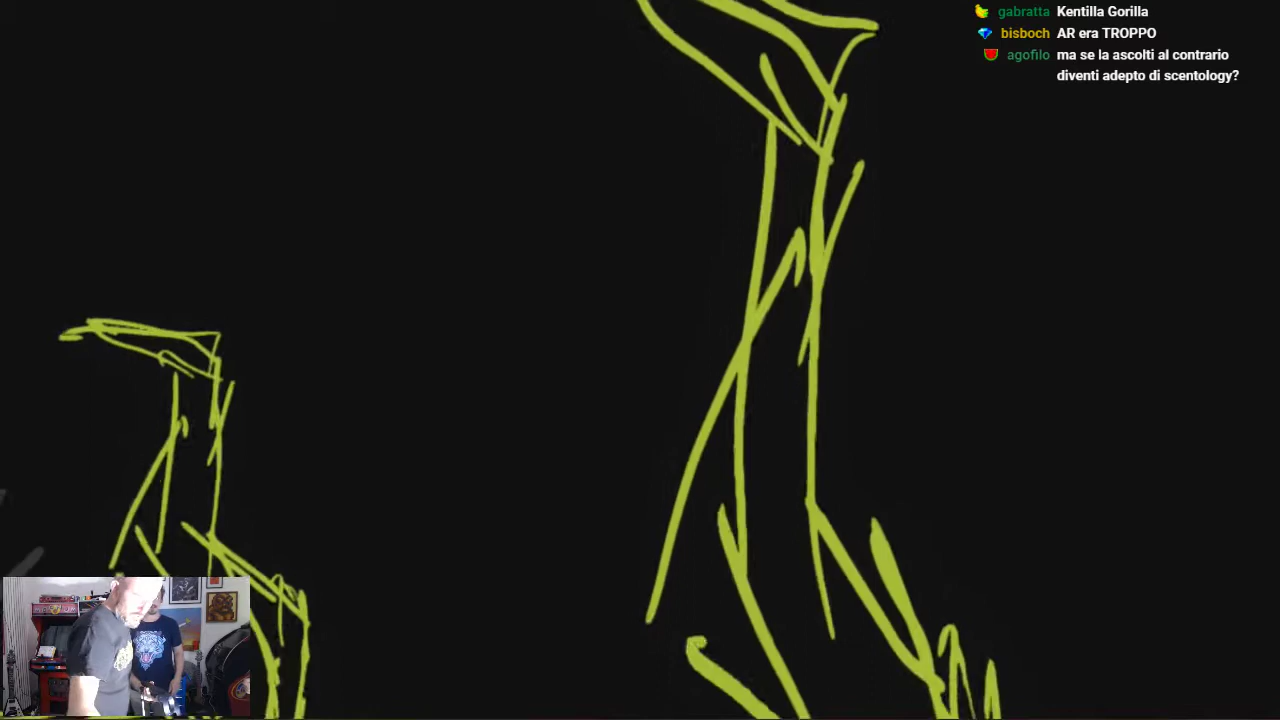 gabratta Kentilla Gorilla
bisboch AR era TROPPO
agofilo ma se la ascolti al contrario
diventi adepto di scentology?